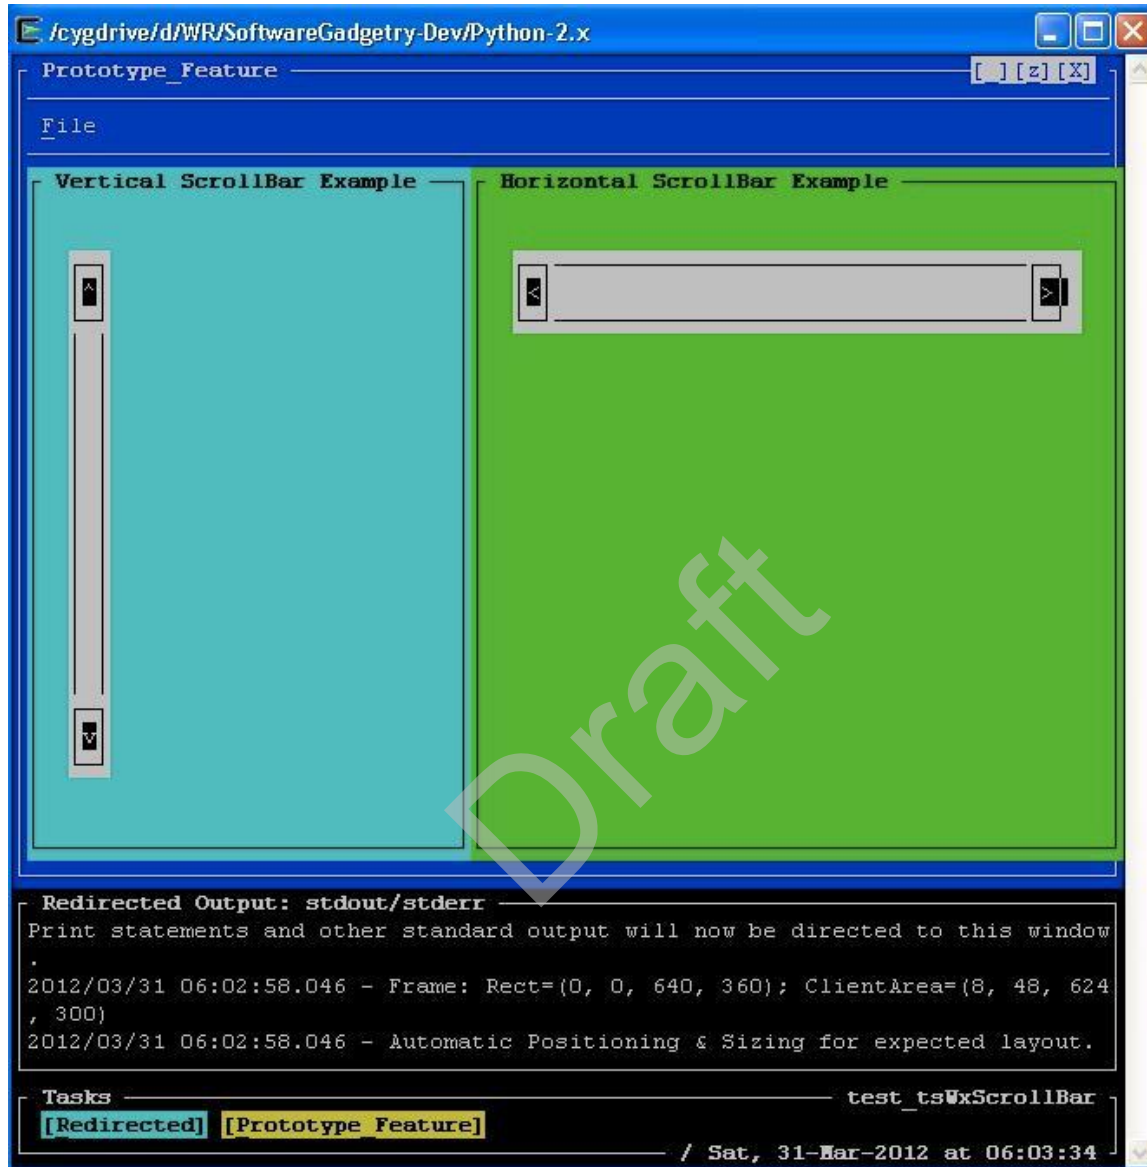 /cygdrive/d/WR/SoftwareGadgetry-Dev/Python-2.x
Prototype_Feature [_][z][X]
File
Vertical ScrollBar Example
Horizontal ScrollBar Example
^
< >
v
Draft
Redirected Output: stdout/stderr
Print statements and other standard output will now be directed to this window
.
2012/03/31 06:02:58.046 - Frame: Rect=(0, 0, 640, 360); ClientArea=(8, 48, 624
, 300)
2012/03/31 06:02:58.046 - Automatic Positioning & Sizing for expected layout.
Tasks test_tsWxScrollBar
[Redirected] [Prototype_Feature]
/ Sat, 31-Mar-2012 at 06:03:34